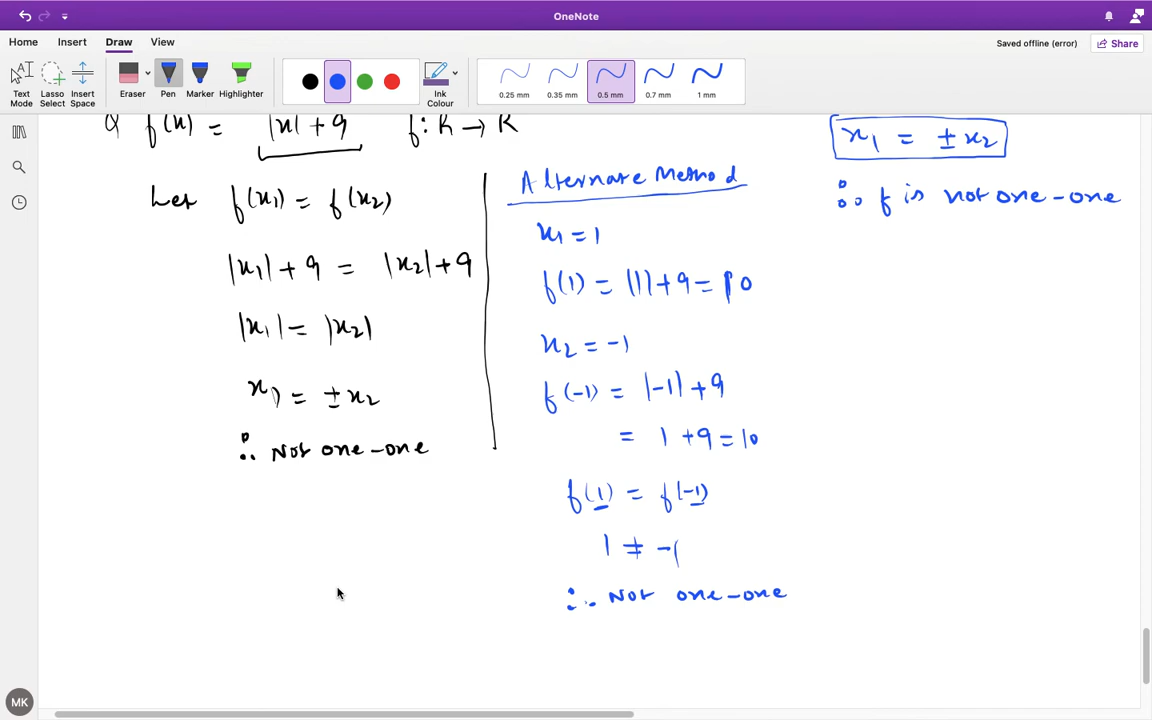 OneNote
Home Insert Draw View
Saved offline (error) Share
Text Mode Lasso Select Insert Space Eraser Pen Marker Highlighter Ink Colour 0.25 mm 0.35 mm 0.5 mm 0.7 mm 1 mm
Q f(x) = |x| + 9 f: R → R
Let f(x1) = f(x2)
|x1| + 9 = |x2| + 9
|x1| = |x2|
x1 = ±x2
∴ Not one-one
Alternate Method
x1 = 1
f(1) = |1| + 9 = 10
x2 = -1
f(-1) = |-1| + 9
= 1 + 9 = 10
f(1) = f(-1)
1 ≠ -1
∴ Not one-one
x1 = ±x2
∴ f is not one-one
MK